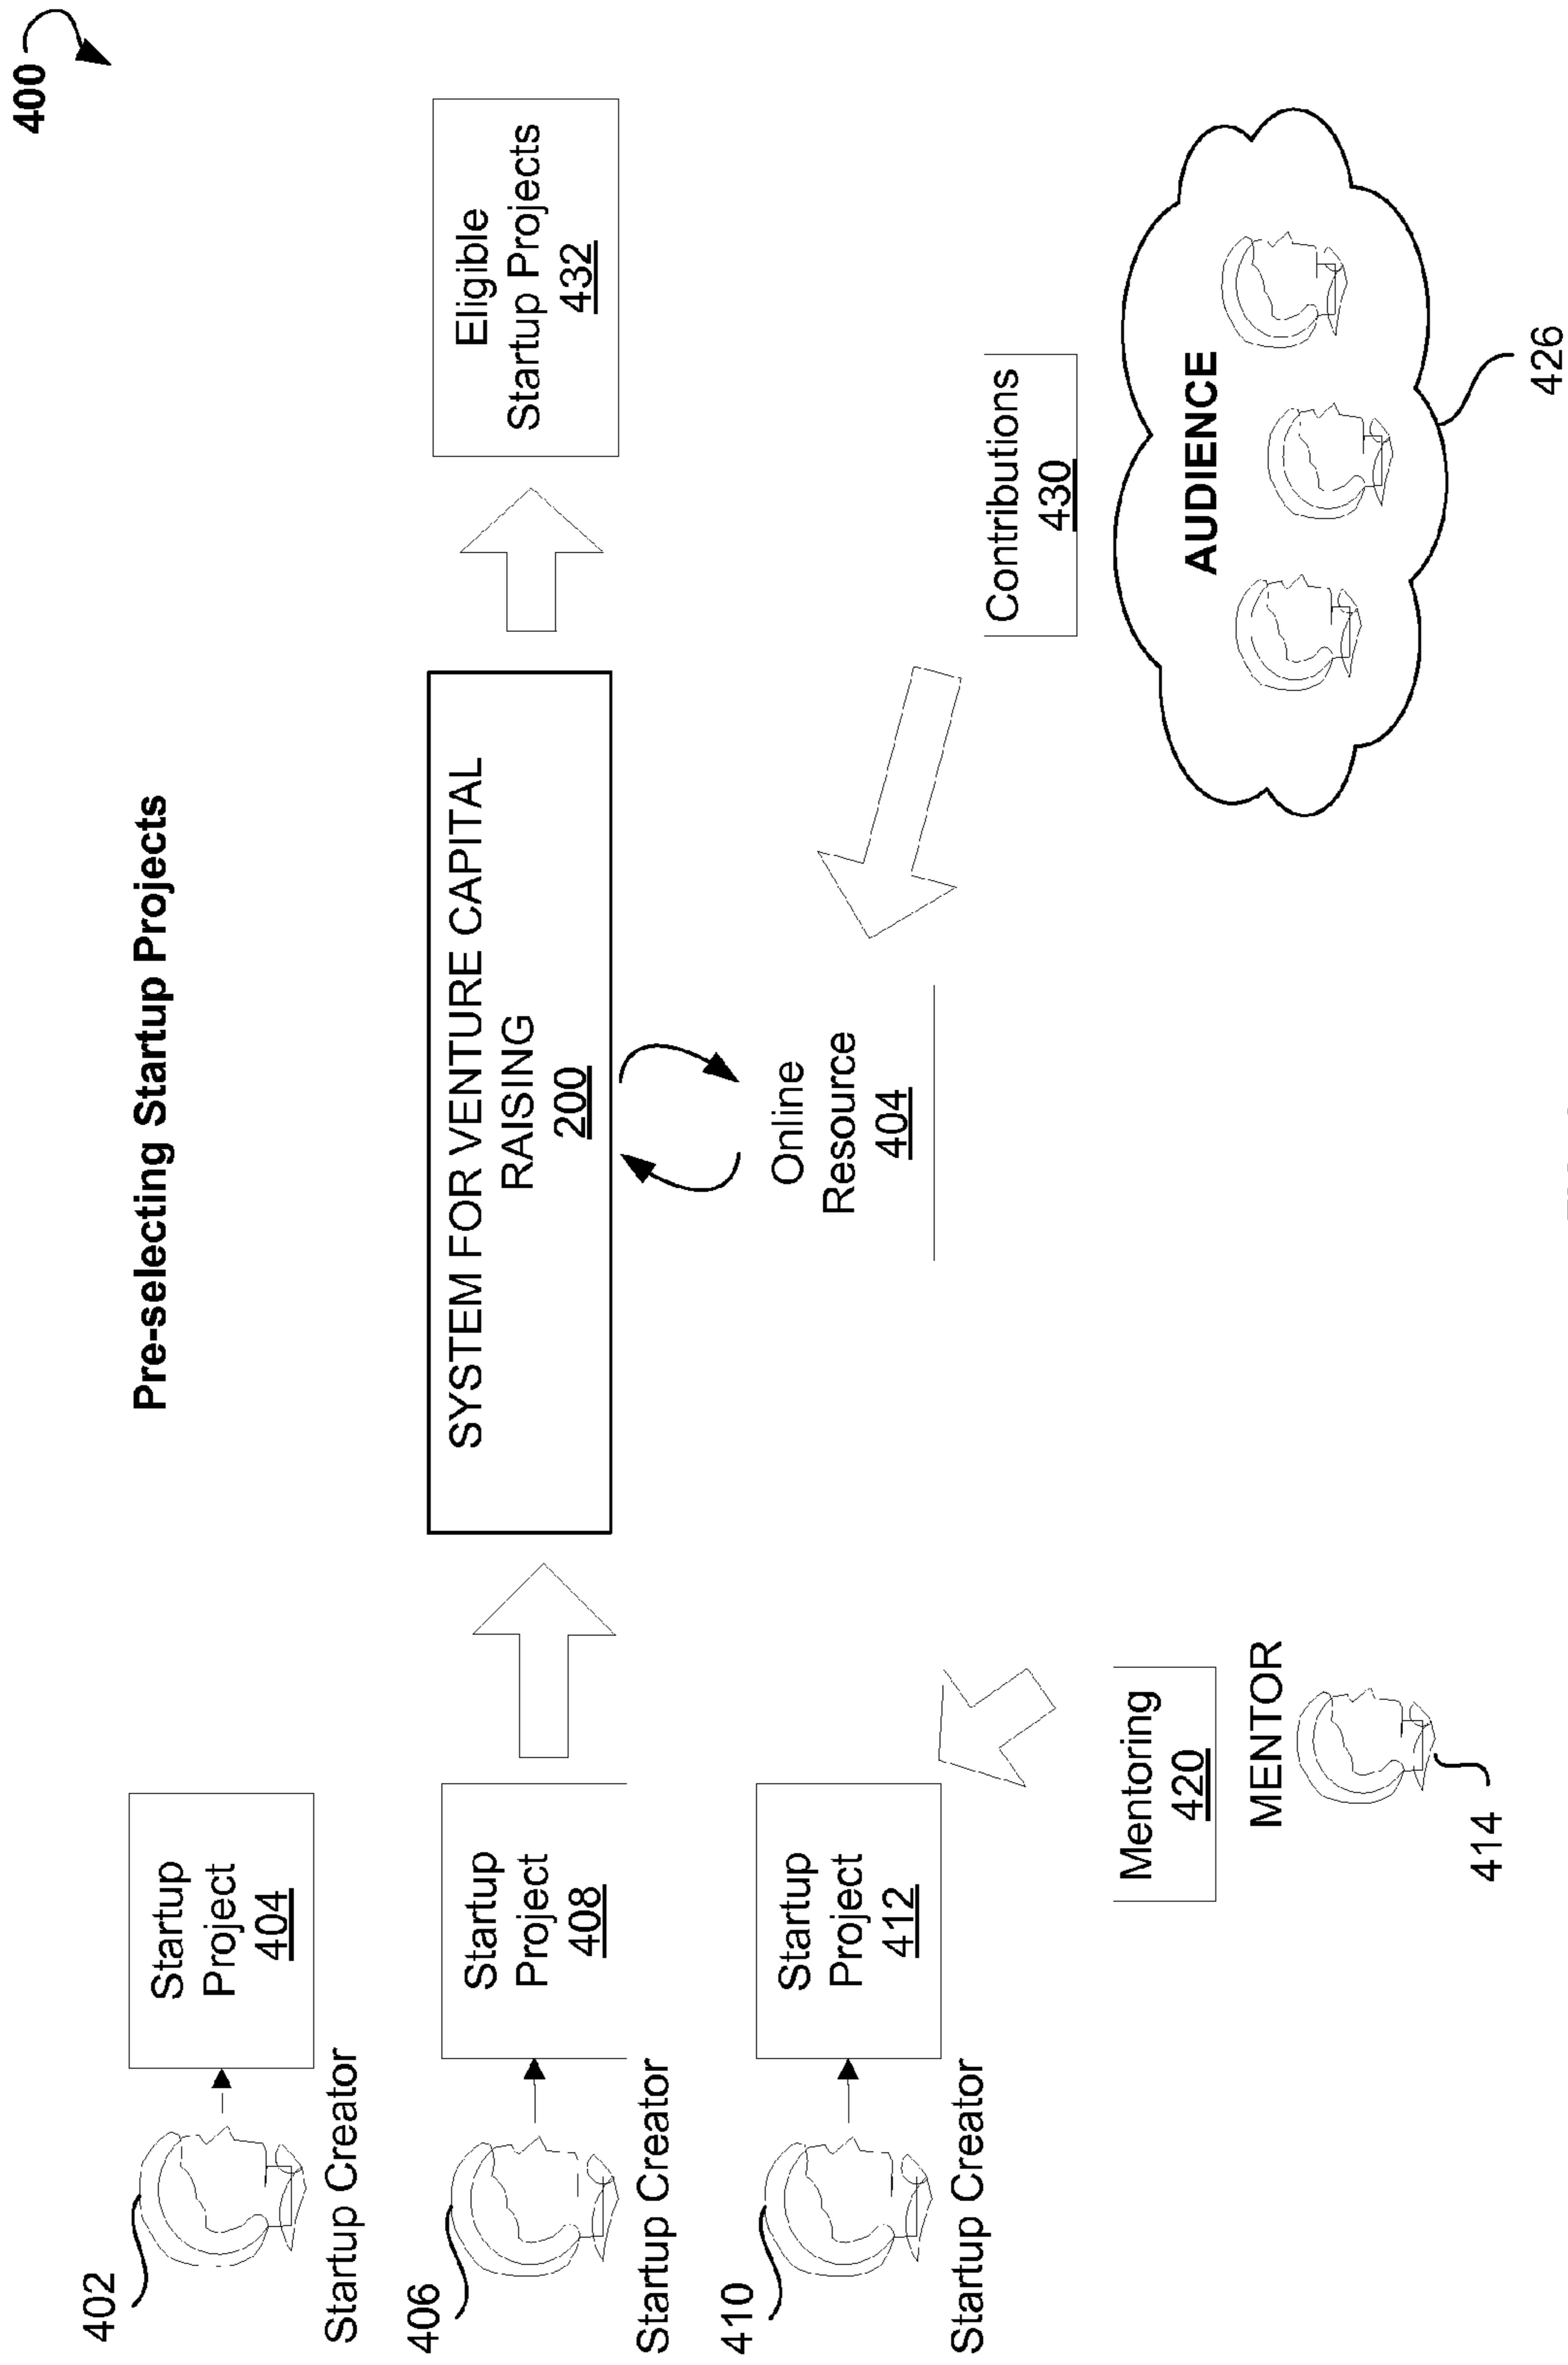 400
Pre-selecting Startup Projects
402
Startup
Project
404
Startup Creator
406
Startup
Project
408
Startup Creator
410
Startup
Project
412
Startup Creator
SYSTEM FOR VENTURE CAPITAL
RAISING
200
Eligible
Startup Projects
432
Online
Resource
404
Contributions
430
AUDIENCE
426
Mentoring
420
MENTOR
414